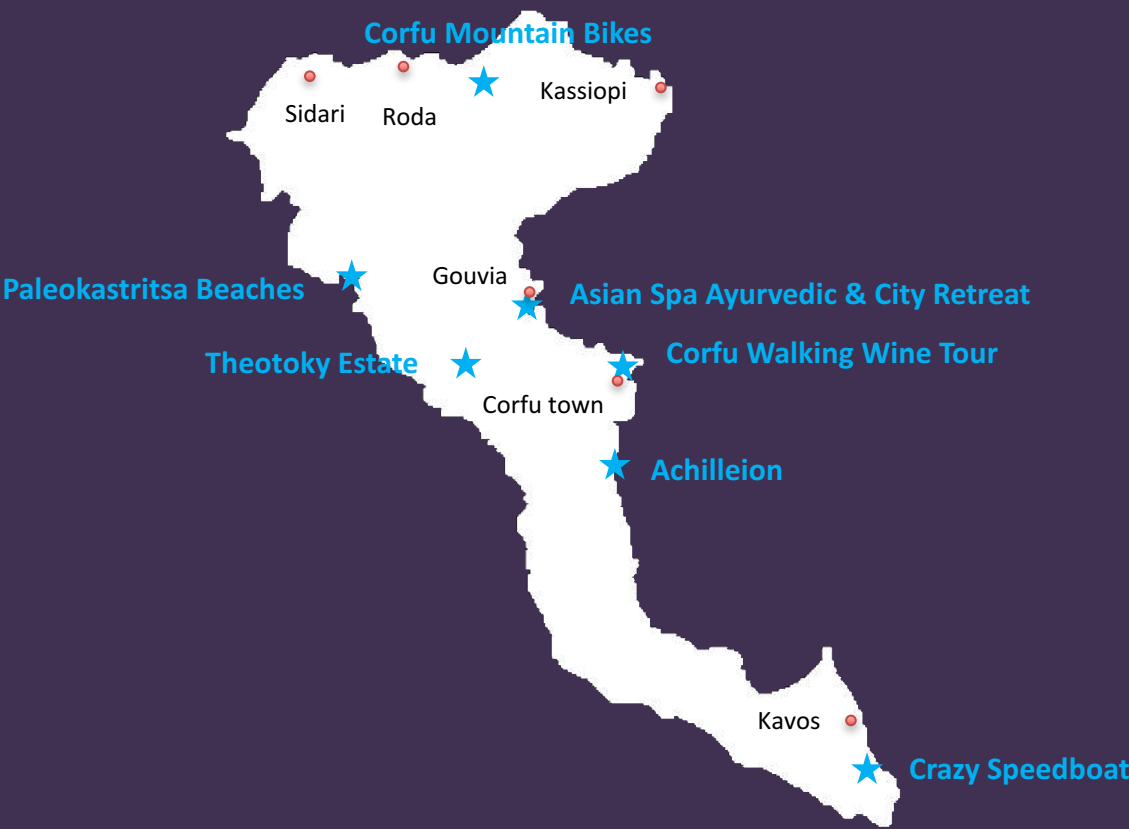 Corfu Mountain Bikes
Kassiopi
Sidari
Roda
Gouvia
Paleokastritsa Beaches
Asian Spa Ayurvedic & City Retreat
Corfu Walking Wine Tour
Theotoky Estate
Corfu town
Achilleion
Kavos
Crazy Speedboat